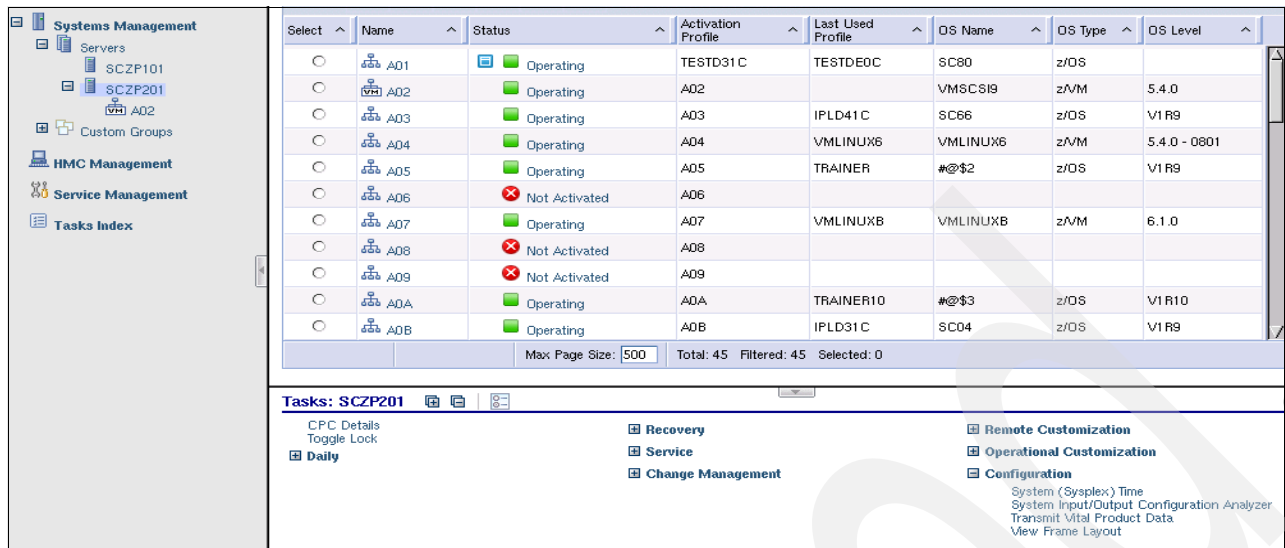 Systems Management
Servers
SCZP101
SCZP201
VM A02
Custom Groups
HMC Management
Service Management
Tasks Index
Select Name Status Activation Profile Last Used Profile OS Name OS Type OS Level
A01 Operating TESTD31C TESTDE0C SC80 z/OS
VM A02 Operating A02 VMSCSI9 z/VM 5.4.0
A03 Operating A03 IPLD41C SC66 z/OS V1R9
A04 Operating A04 VMLINUX6 VMLINUX6 z/VM 5.4.0 - 0801
A05 Operating A05 TRAINER #@$2 z/OS V1R9
A06 Not Activated A06
A07 Operating A07 VMLINUXB VMLINUXB z/VM 6.1.0
A08 Not Activated A08
A09 Not Activated A09
A0A Operating A0A TRAINER10 #@$3 z/OS V1R10
A0B Operating A0B IPLD31C SC04 z/OS V1R9
Max Page Size: 500 Total: 45 Filtered: 45 Selected: 0
Tasks: SCZP201
CPC Details
Toggle Lock
Daily
Recovery
Service
Change Management
Remote Customization
Operational Customization
Configuration
System (Sysplex) Time
System Input/Output Configuration Analyzer
Transmit Vital Product Data
View Frame Layout